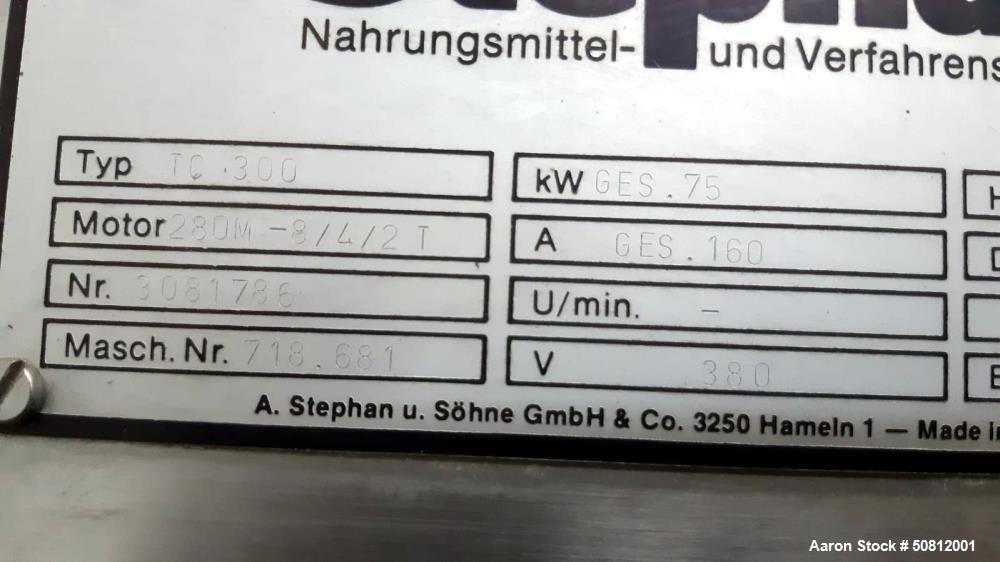 Stepha
Nahrungsmittel- und Verfahrens
Typ TC 300 kW GES.75 H
Motor 280M -8/4/2 T A GES.160
Nr. 3081786 U/min. –
Masch.Nr. 718.681 V 380
A. Stephan u. Söhne GmbH & Co. 3250 Hameln 1 — Made i
Aaron Stock # 50812001